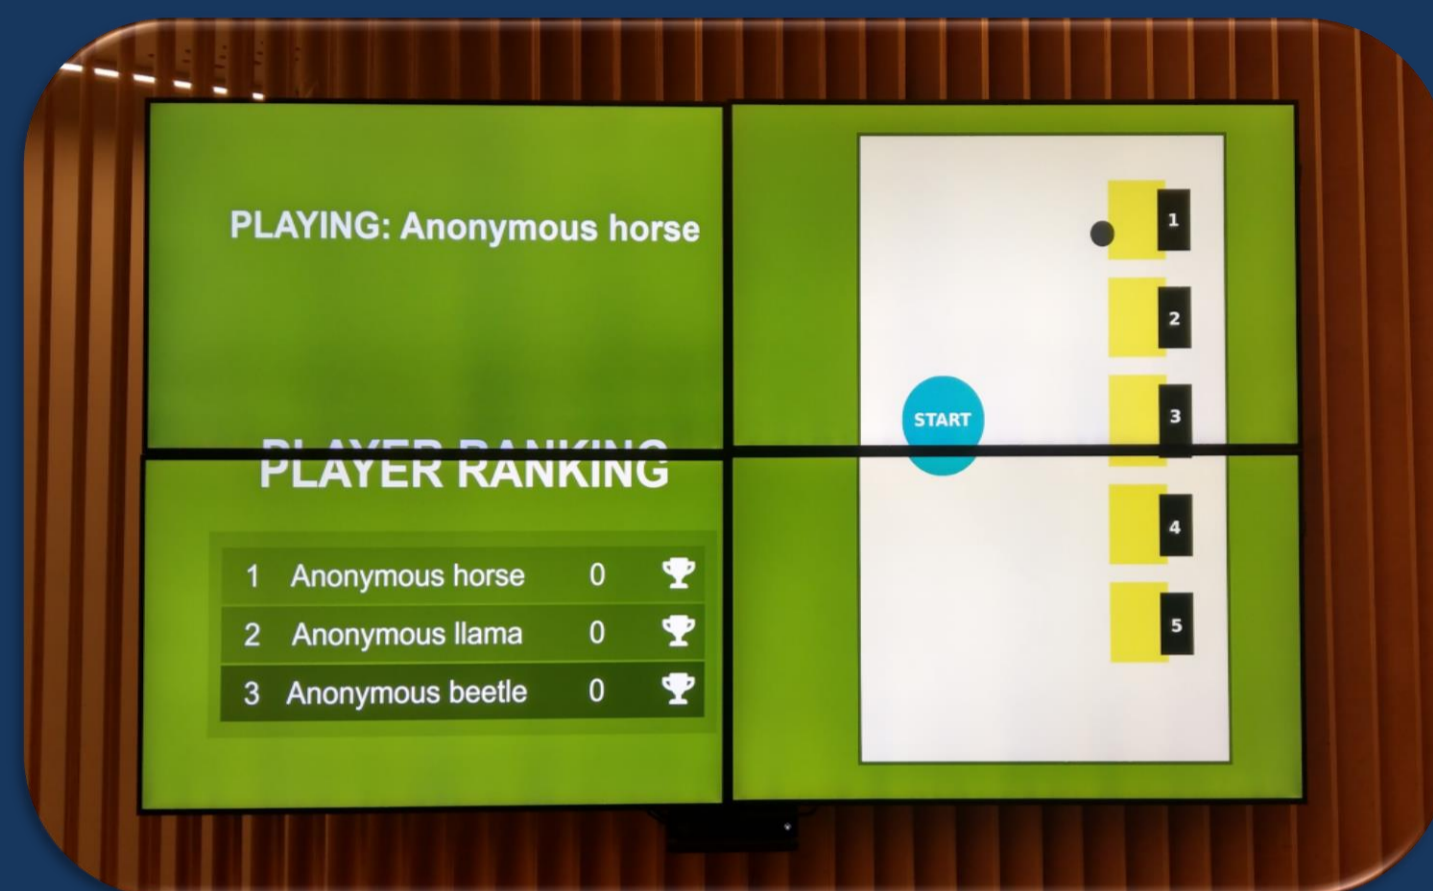 PLAYING: Anonymous horse
PLAYER RANKING
1 Anonymous horse 0
2 Anonymous llama 0
3 Anonymous beetle 0
START
1
2
3
4
5